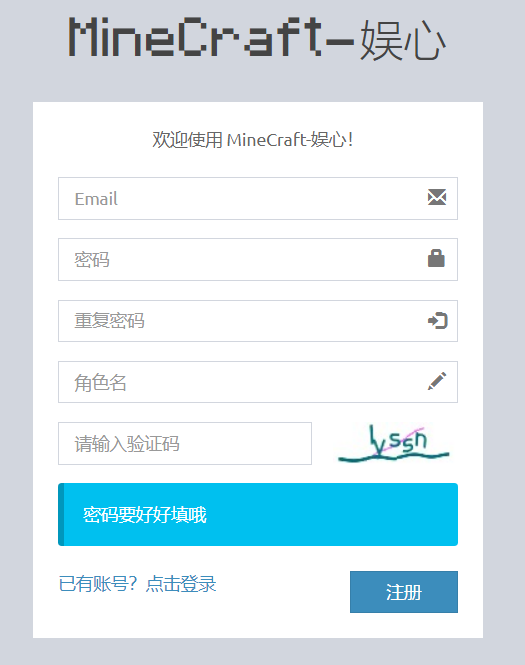 MineCraft-娱心
欢迎使用 MineCraft-娱心！
Email
密码
重复密码
角色名
请输入验证码
lyssn
密码要好好填哦
已有账号？点击登录
注册